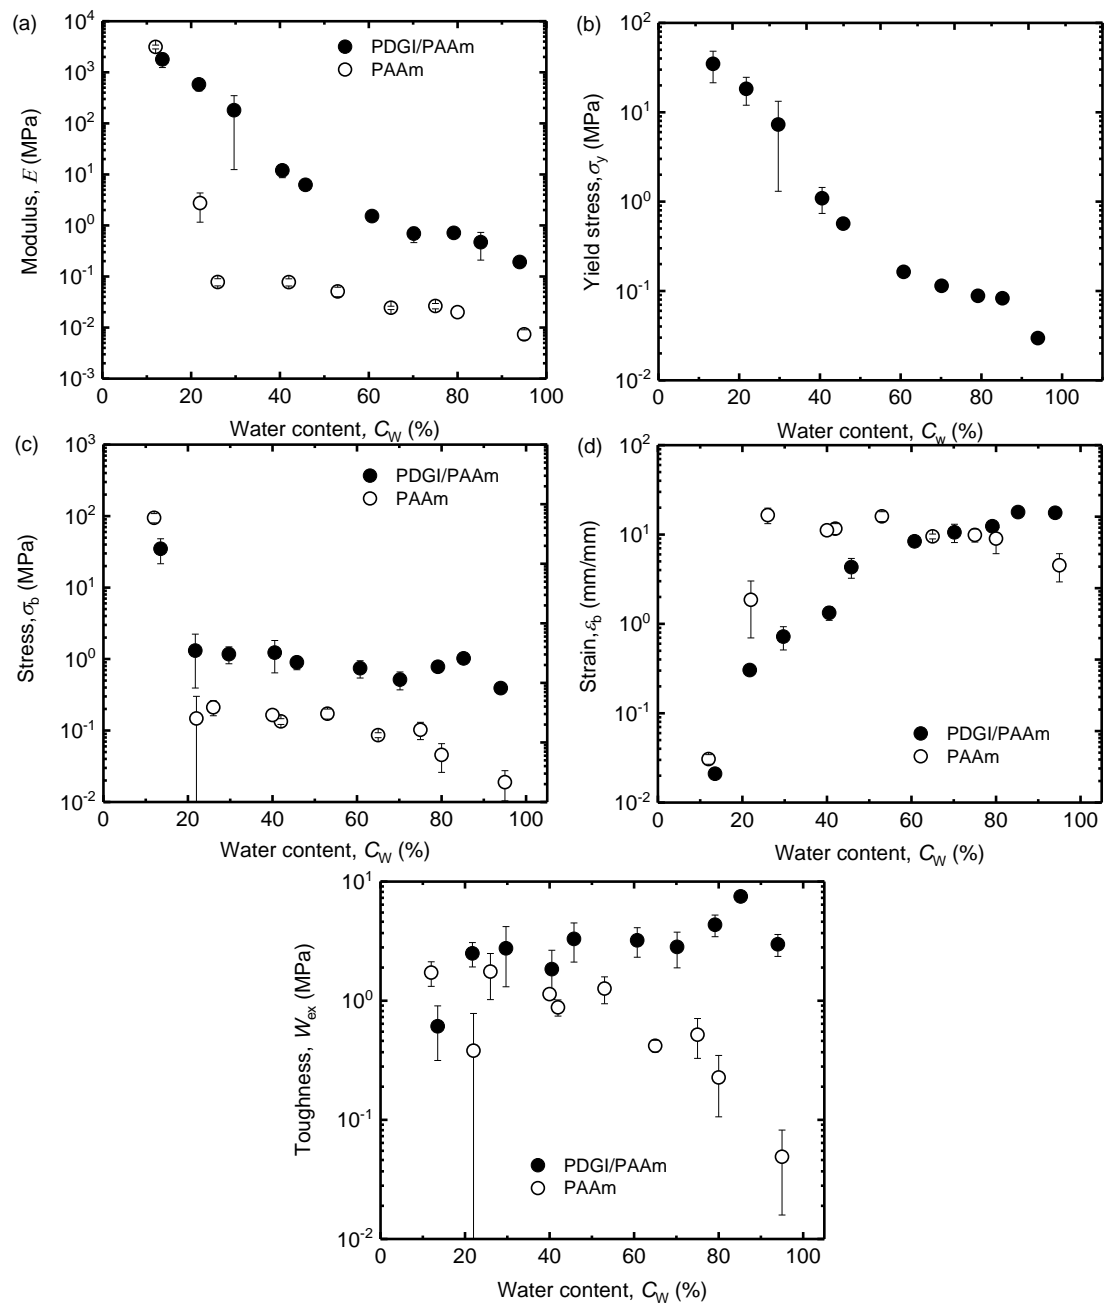 (a)
Modulus, E (MPa)
10^4
10^3
10^2
10^1
10^0
10^-1
10^-2
10^-3
PDGI/PAAm
PAAm
0 20 40 60 80 100
Water content, C_W (%)
(b)
Yield stress, σ_y (MPa)
10^2
10^1
10^0
10^-1
10^-2
0 20 40 60 80 100
Water content, C_W (%)
(c)
Stress, σ_b (MPa)
10^3
10^2
10^1
10^0
10^-1
10^-2
PDGI/PAAm
PAAm
0 20 40 60 80 100
Water content, C_W (%)
(d)
Strain, ε_b (mm/mm)
10^2
10^1
10^0
10^-1
10^-2
PDGI/PAAm
PAAm
0 20 40 60 80 100
Water content, C_W (%)
Toughness, W_ex (MPa)
10^1
10^0
10^-1
10^-2
PDGI/PAAm
PAAm
0 20 40 60 80 100
Water content, C_W (%)